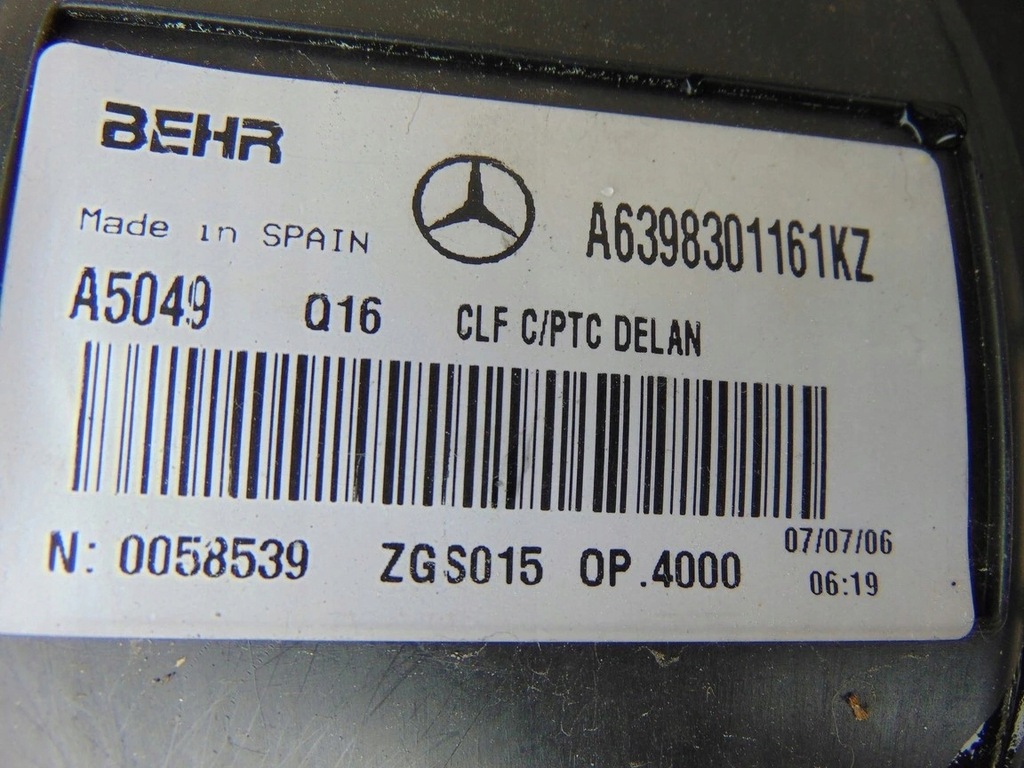 BEHR
Made in SPAIN
A6398301161KZ
A5049 Q16 CLF C/PTC DELAN
N: 0058539 ZGS015 OP.4000
07/07/06
06:19